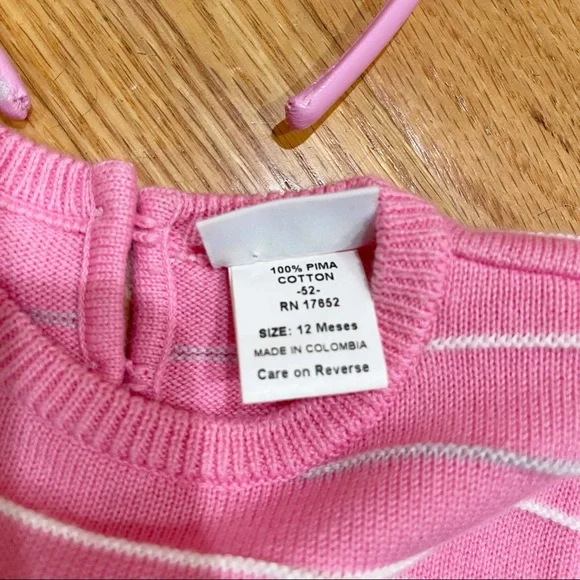 100% PIMA
COTTON
-52-
RN 17652
SIZE: 12 Meses
MADE IN COLOMBIA
Care on Reverse